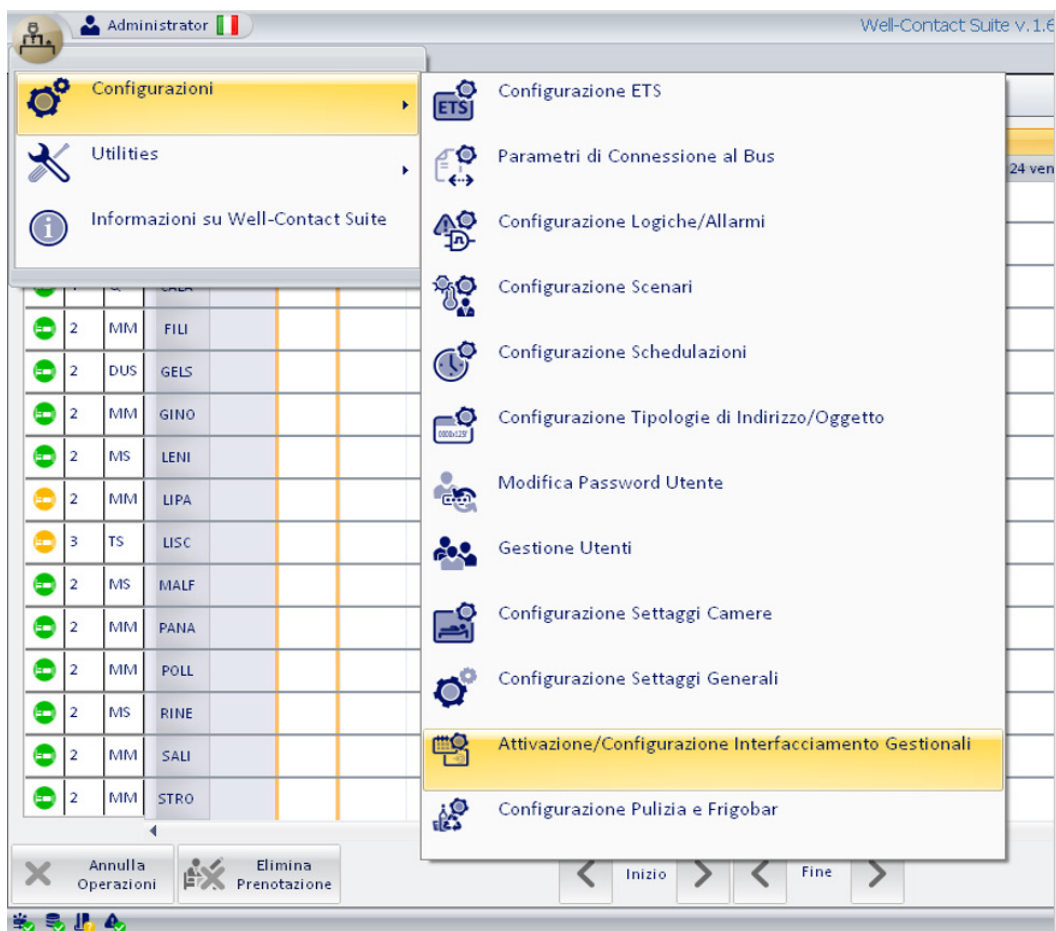 Administrator
Well-Contact Suite v.1.6
Configurazioni
Utilities
Informazioni su Well-Contact Suite
ETS
Configurazione ETS
Parametri di Connessione al Bus
Configurazione Logiche/Allarmi
Configurazione Scenari
Configurazione Schedulazioni
Configurazione Tipologie di Indirizzo/Oggetto
Modifica Password Utente
Gestione Utenti
Configurazione Settaggi Camere
Configurazione Settaggi Generali
Attivazione/Configurazione Interfacciamento Gestionali
Configurazione Pulizia e Frigobar
24 ven
2 MM FILI
2 DUS GELS
2 MM GINO
2 MS LENI
2 MM LIPA
3 TS LISC
2 MS MALF
2 MM PANA
2 MM POLL
2 MS RINE
2 MM SALI
2 MM STRO
Annulla
Operazioni
Elimina
Prenotazione
Inizio
Fine